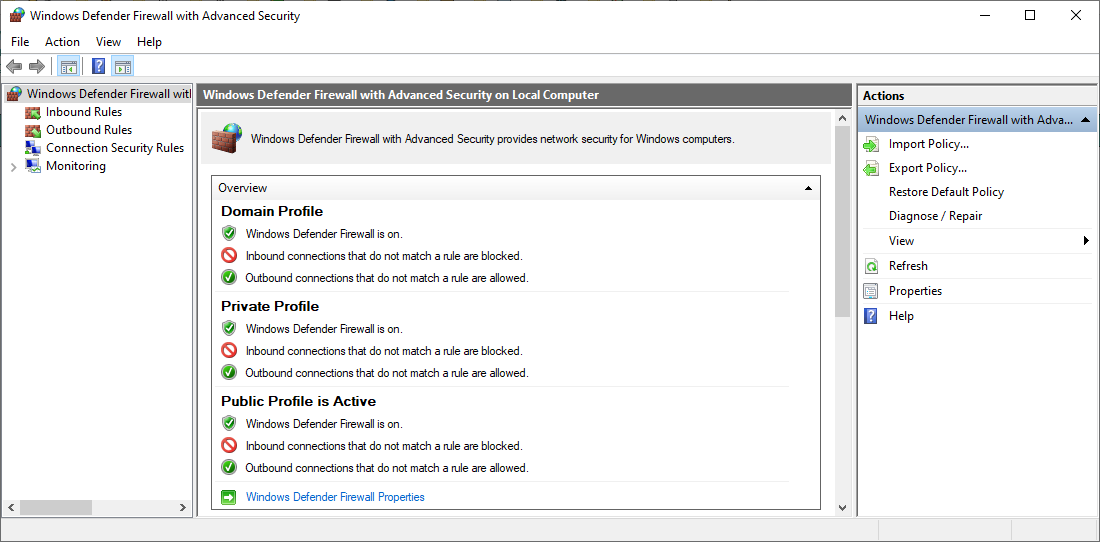 Windows Defender Firewall with Advanced Security
File Action View Help
Windows Defender Firewall wit
Inbound Rules
Outbound Rules
Connection Security Rules
Monitoring
Windows Defender Firewall with Advanced Security on Local Computer
Windows Defender Firewall with Advanced Security provides network security for Windows computers.
Overview
Domain Profile
Windows Defender Firewall is on.
Inbound connections that do not match a rule are blocked.
Outbound connections that do not match a rule are allowed.
Private Profile
Windows Defender Firewall is on.
Inbound connections that do not match a rule are blocked.
Outbound connections that do not match a rule are allowed.
Public Profile is Active
Windows Defender Firewall is on.
Inbound connections that do not match a rule are blocked.
Outbound connections that do not match a rule are allowed.
Windows Defender Firewall Properties
Actions
Windows Defender Firewall with Adva...
Import Policy...
Export Policy...
Restore Default Policy
Diagnose / Repair
View
Refresh
Properties
Help